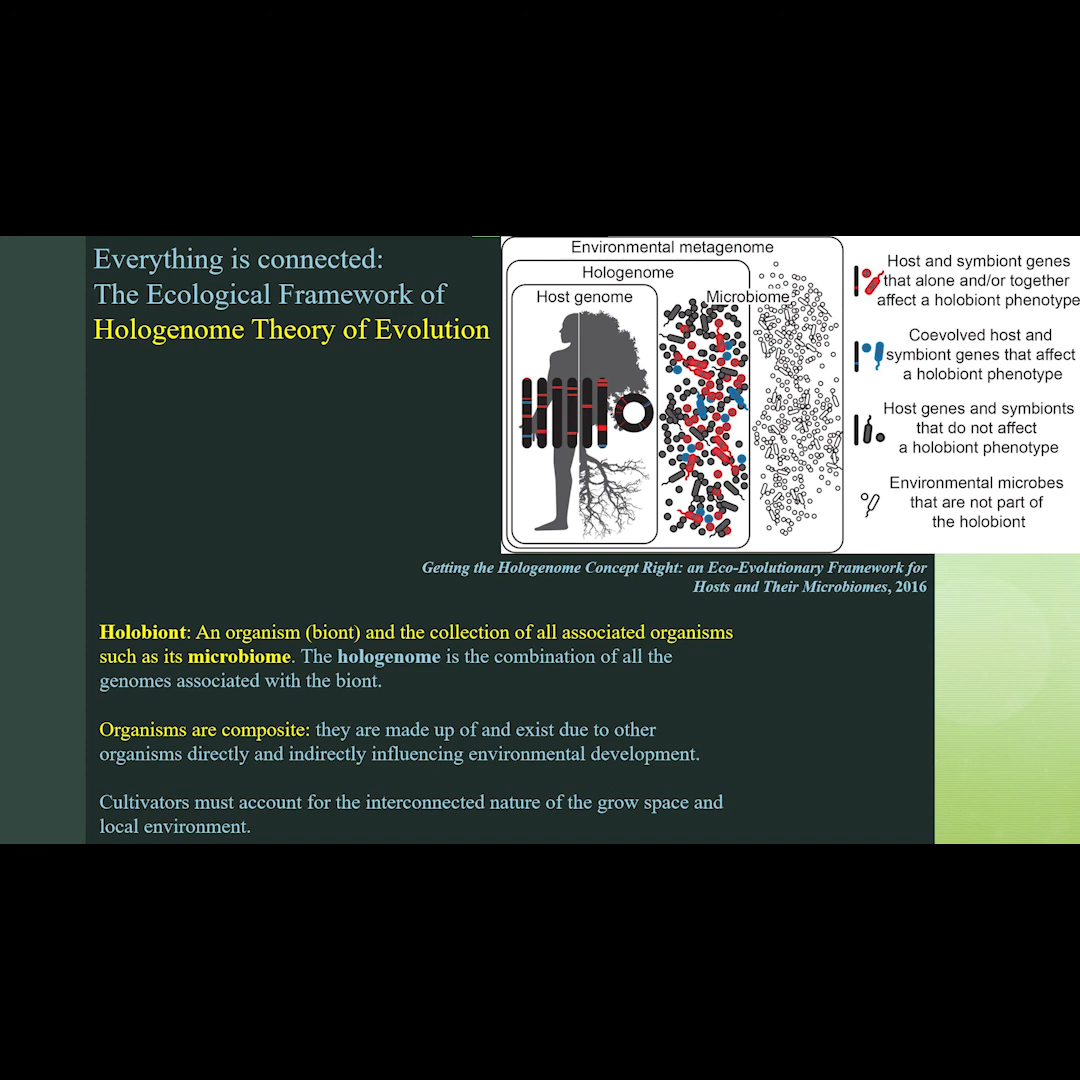 Everything is connected:
The Ecological Framework of
Hologenome Theory of Evolution
Environmental metagenome
Hologenome
Host genome
Microbiome
Host and symbiont genes
that alone and/or together
affect a holobiont phenotype
Coevolved host and
symbiont genes that affect
a holobiont phenotype
Host genes and symbionts
that do not affect
a holobiont phenotype
Environmental microbes
that are not part of
the holobiont
Getting the Hologenome Concept Right: an Eco-Evolutionary Framework for
Hosts and Their Microbiomes, 2016
Holobiont: An organism (biont) and the collection of all associated organisms
such as its microbiome. The hologenome is the combination of all the
genomes associated with the biont.
Organisms are composite: they are made up of and exist due to other
organisms directly and indirectly influencing environmental development.
Cultivators must account for the interconnected nature of the grow space and
local environment.